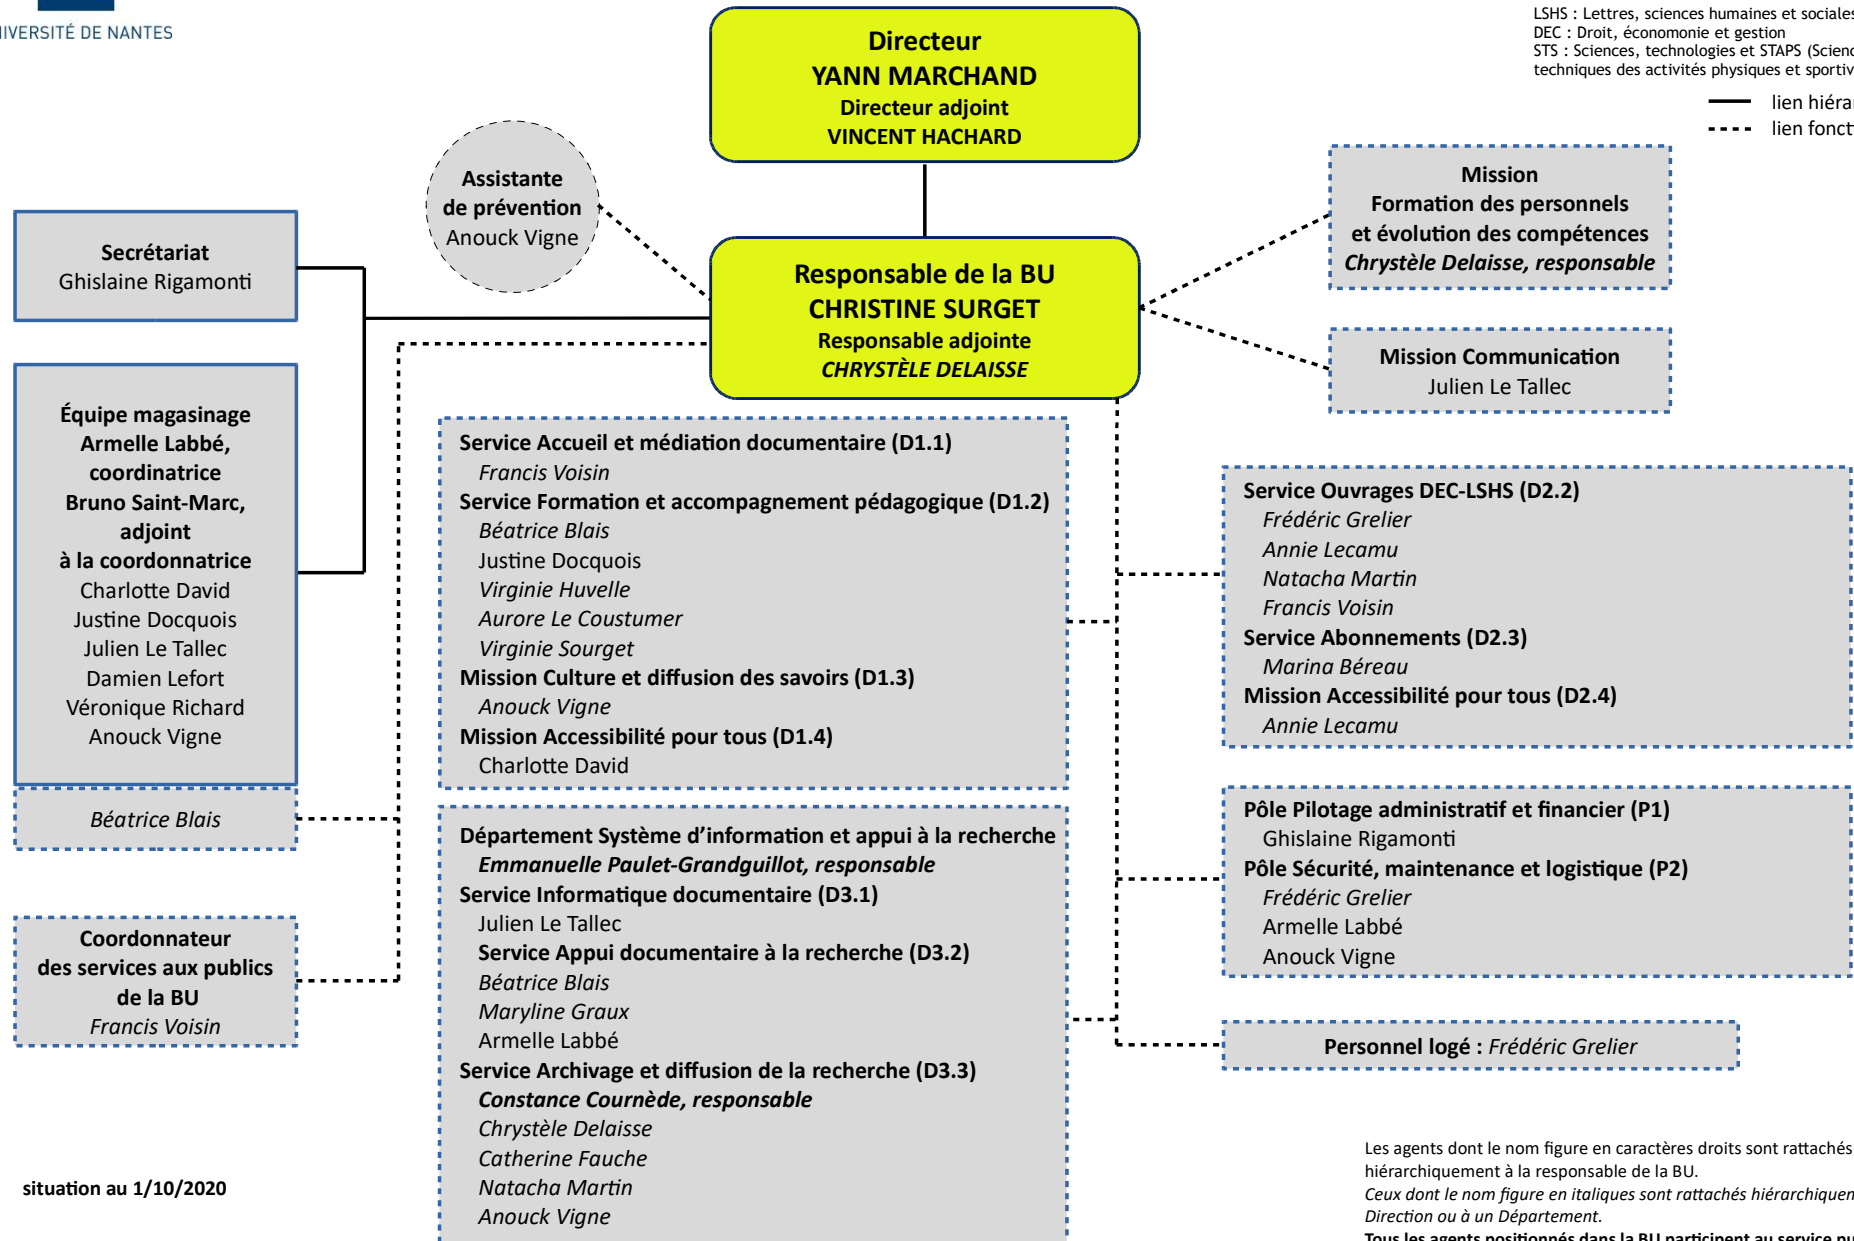 UNIVERSITÉ DE NANTES
LSHS : Lettres, sciences humaines et sociales
DEC : Droit, économonie et gestion
STS : Sciences, technologies et STAPS
techniques des activités physiques et
lien
lien
Directeur
YANN MARCHAND
Directeur adjoint
VINCENT HACHARD
Assistante
de prévention
Anouck Vigne
Mission
Formation des personnels
et évolution des compétences
Chrystèle Delaisse, responsable
Secrétariat
Ghislaine Rigamonti
Responsable de la BU
CHRISTINE SURGET
Responsable adjointe
CHRYSTÈLE DELAISSE
Mission Communication
Julien Le Tallec
Équipe magasinage
Armelle Labbé,
coordinatrice
Bruno Saint-Marc,
adjoint
à la coordonnatrice
Charlotte David
Justine Docquois
Julien Le Tallec
Damien Lefort
Véronique Richard
Anouck Vigne
Béatrice Blais
Coordonnateur
des services aux publics
de la BU
Francis Voisin
Service Accueil et médiation documentaire (D1.1)
Francis Voisin
Service Formation et accompagnement pédagogique (D1.2)
Béatrice Blais
Justine Docquois
Virginie Huvelle
Aurore Le Coustumer
Virginie Sourget
Mission Culture et diffusion des savoirs (D1.3)
Anouck Vigne
Mission Accessibilité pour tous (D1.4)
Charlotte David
Département Système d’information et appui à la recherche
Emmanuelle Paulet-Grandguillot, responsable
Service Informatique documentaire (D3.1)
Julien Le Tallec
Service Appui documentaire à la recherche (D3.2)
Béatrice Blais
Maryline Graux
Armelle Labbé
Service Archivage et diffusion de la recherche (D3.3)
Constance Cournède, responsable
Chrystèle Delaisse
Catherine Fauche
Natacha Martin
Anouck Vigne
Service Ouvrages DEC-LSHS (D2.2)
Frédéric Grelier
Annie Lecamu
Natacha Martin
Francis Voisin
Service Abonnements (D2.3)
Marina Béreau
Mission Accessibilité pour tous (D2.4)
Annie Lecamu
Pôle Pilotage administratif et financier (P1)
Ghislaine Rigamonti
Pôle Sécurité, maintenance et logistique (P2)
Frédéric Grelier
Armelle Labbé
Anouck Vigne
Personnel logé : Frédéric Grelier
situation au 1/10/2020
Les agents dont le nom figure en caractères droits sont rattachés
hiérarchiquement à la responsable de la BU.
Ceux dont le nom figure en italiques sont rattachés
Direction ou à un Département.
Tous les agents positionnés dans la BU participent au service